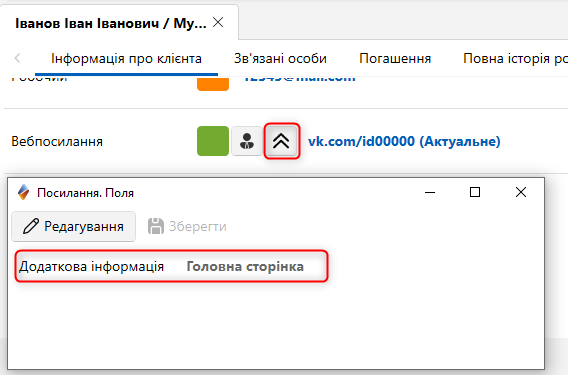 Іванов Іван Іванович / Му...
Інформація про клієнта Зв'язані особи Погашення Повна історія ро
Робочий 12345@mail.com
Вебпосилання vk.com/id00000 (Актуальне)
Посилання. Поля
Редагування Зберегти
Додаткова інформація Головна сторінка